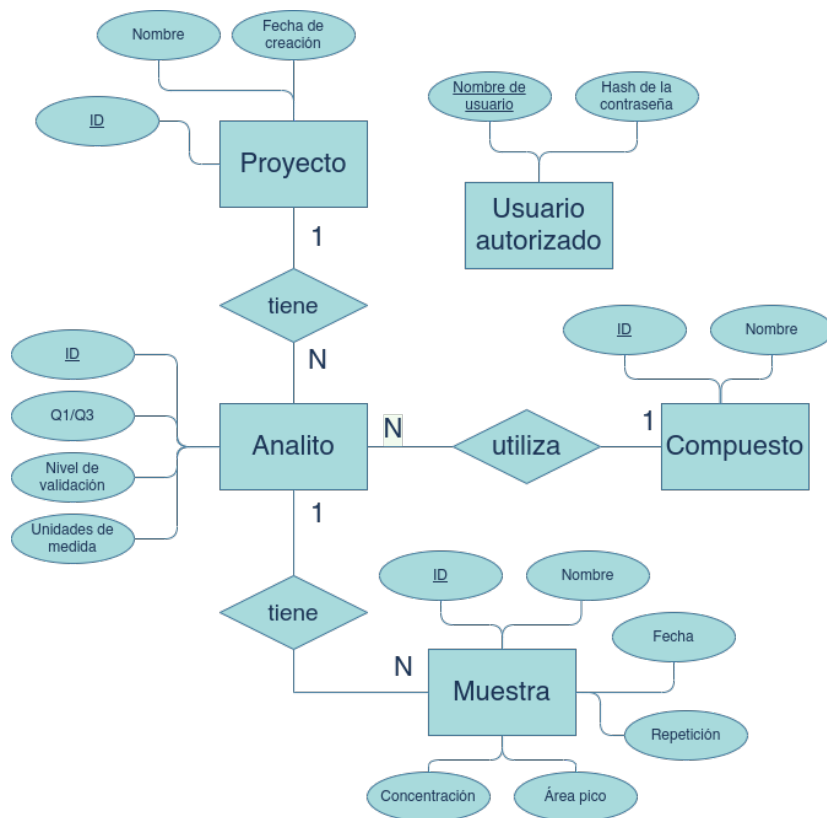 Nombre
Fecha de
creación
ID
Proyecto
Nombre de
usuario
Hash de la
contraseña
Usuario
autorizado
1
tiene
N
ID
Nombre
ID
Q1/Q3
Nivel de
validación
Unidades de
medida
Analito
N
utiliza
1
Compuesto
1
tiene
N
ID
Nombre
Fecha
Muestra
Repetición
Concentración
Área pico